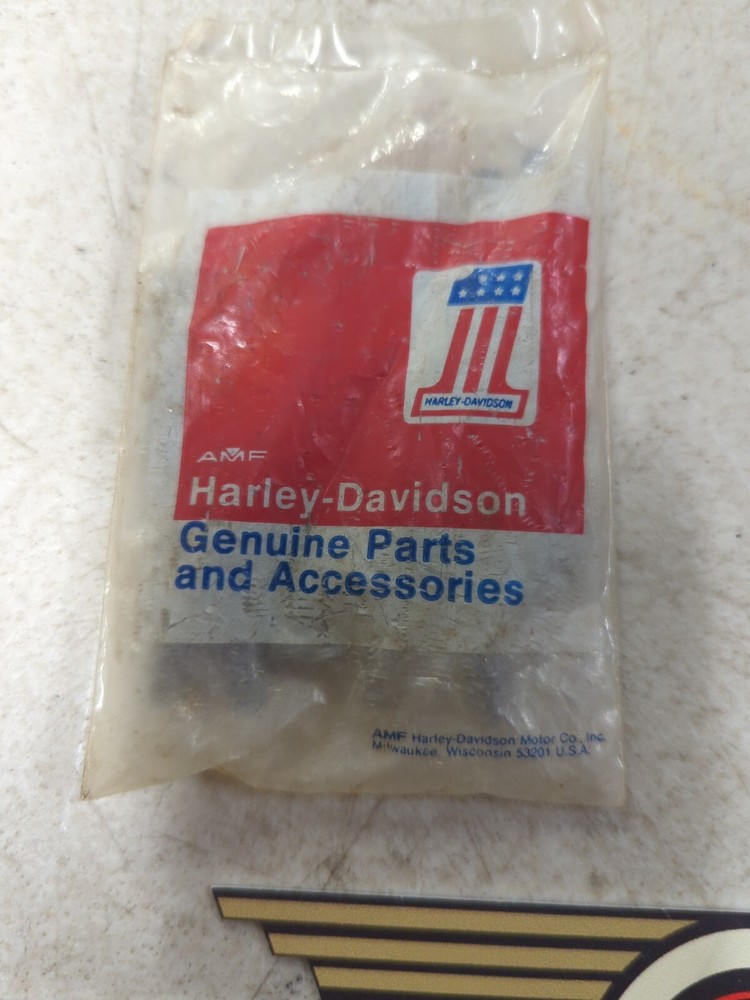 HARLEY-DAVIDSON
AMF
Harley-Davidson
Genuine Parts
and Accessories
AMF Harley-Davidson Motor Co., Inc.
Milwaukee, Wisconsin 53201 U.S.A.